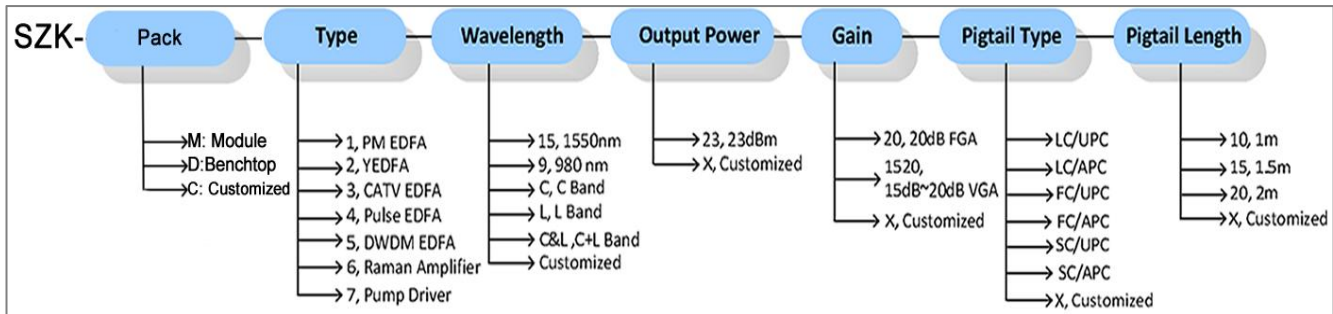 SZK-
Pack
Type
Wavelength
Output Power
Gain
Pigtail Type
Pigtail Length
M: Module
D:Benchtop
C: Customized
1, PM EDFA
2, YEDFA
3, CATV EDFA
4, Pulse EDFA
5, DWDM EDFA
6, Raman Amplifier
7, Pump Driver
15, 1550nm
9, 980 nm
C, C Band
L, L Band
C&L ,C+L Band
Customized
23, 23dBm
X, Customized
20, 20dB FGA
1520,
15dB~20dB VGA
X, Customized
LC/UPC
LC/APC
FC/UPC
FC/APC
SC/UPC
SC/APC
X, Customized
10, 1m
15, 1.5m
20, 2m
X, Customized